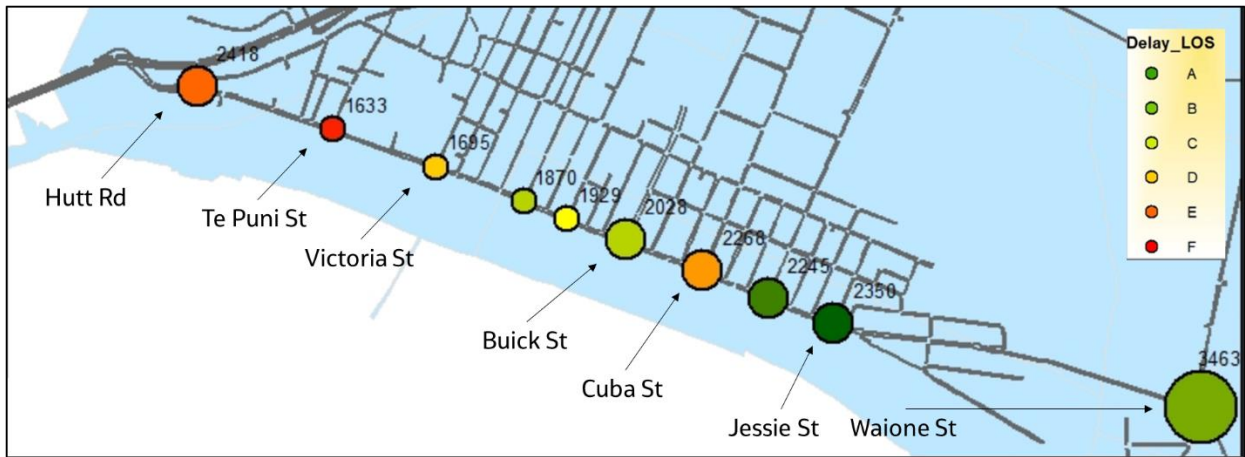 2418
Delay_LOS
A
B
C
D
E
F
1633
1695
Hutt Rd
1870
Te Puni St
1929
2028
Victoria St
2268
2245
2350
Buick St
3463
Cuba St
Jessie St
Waione St